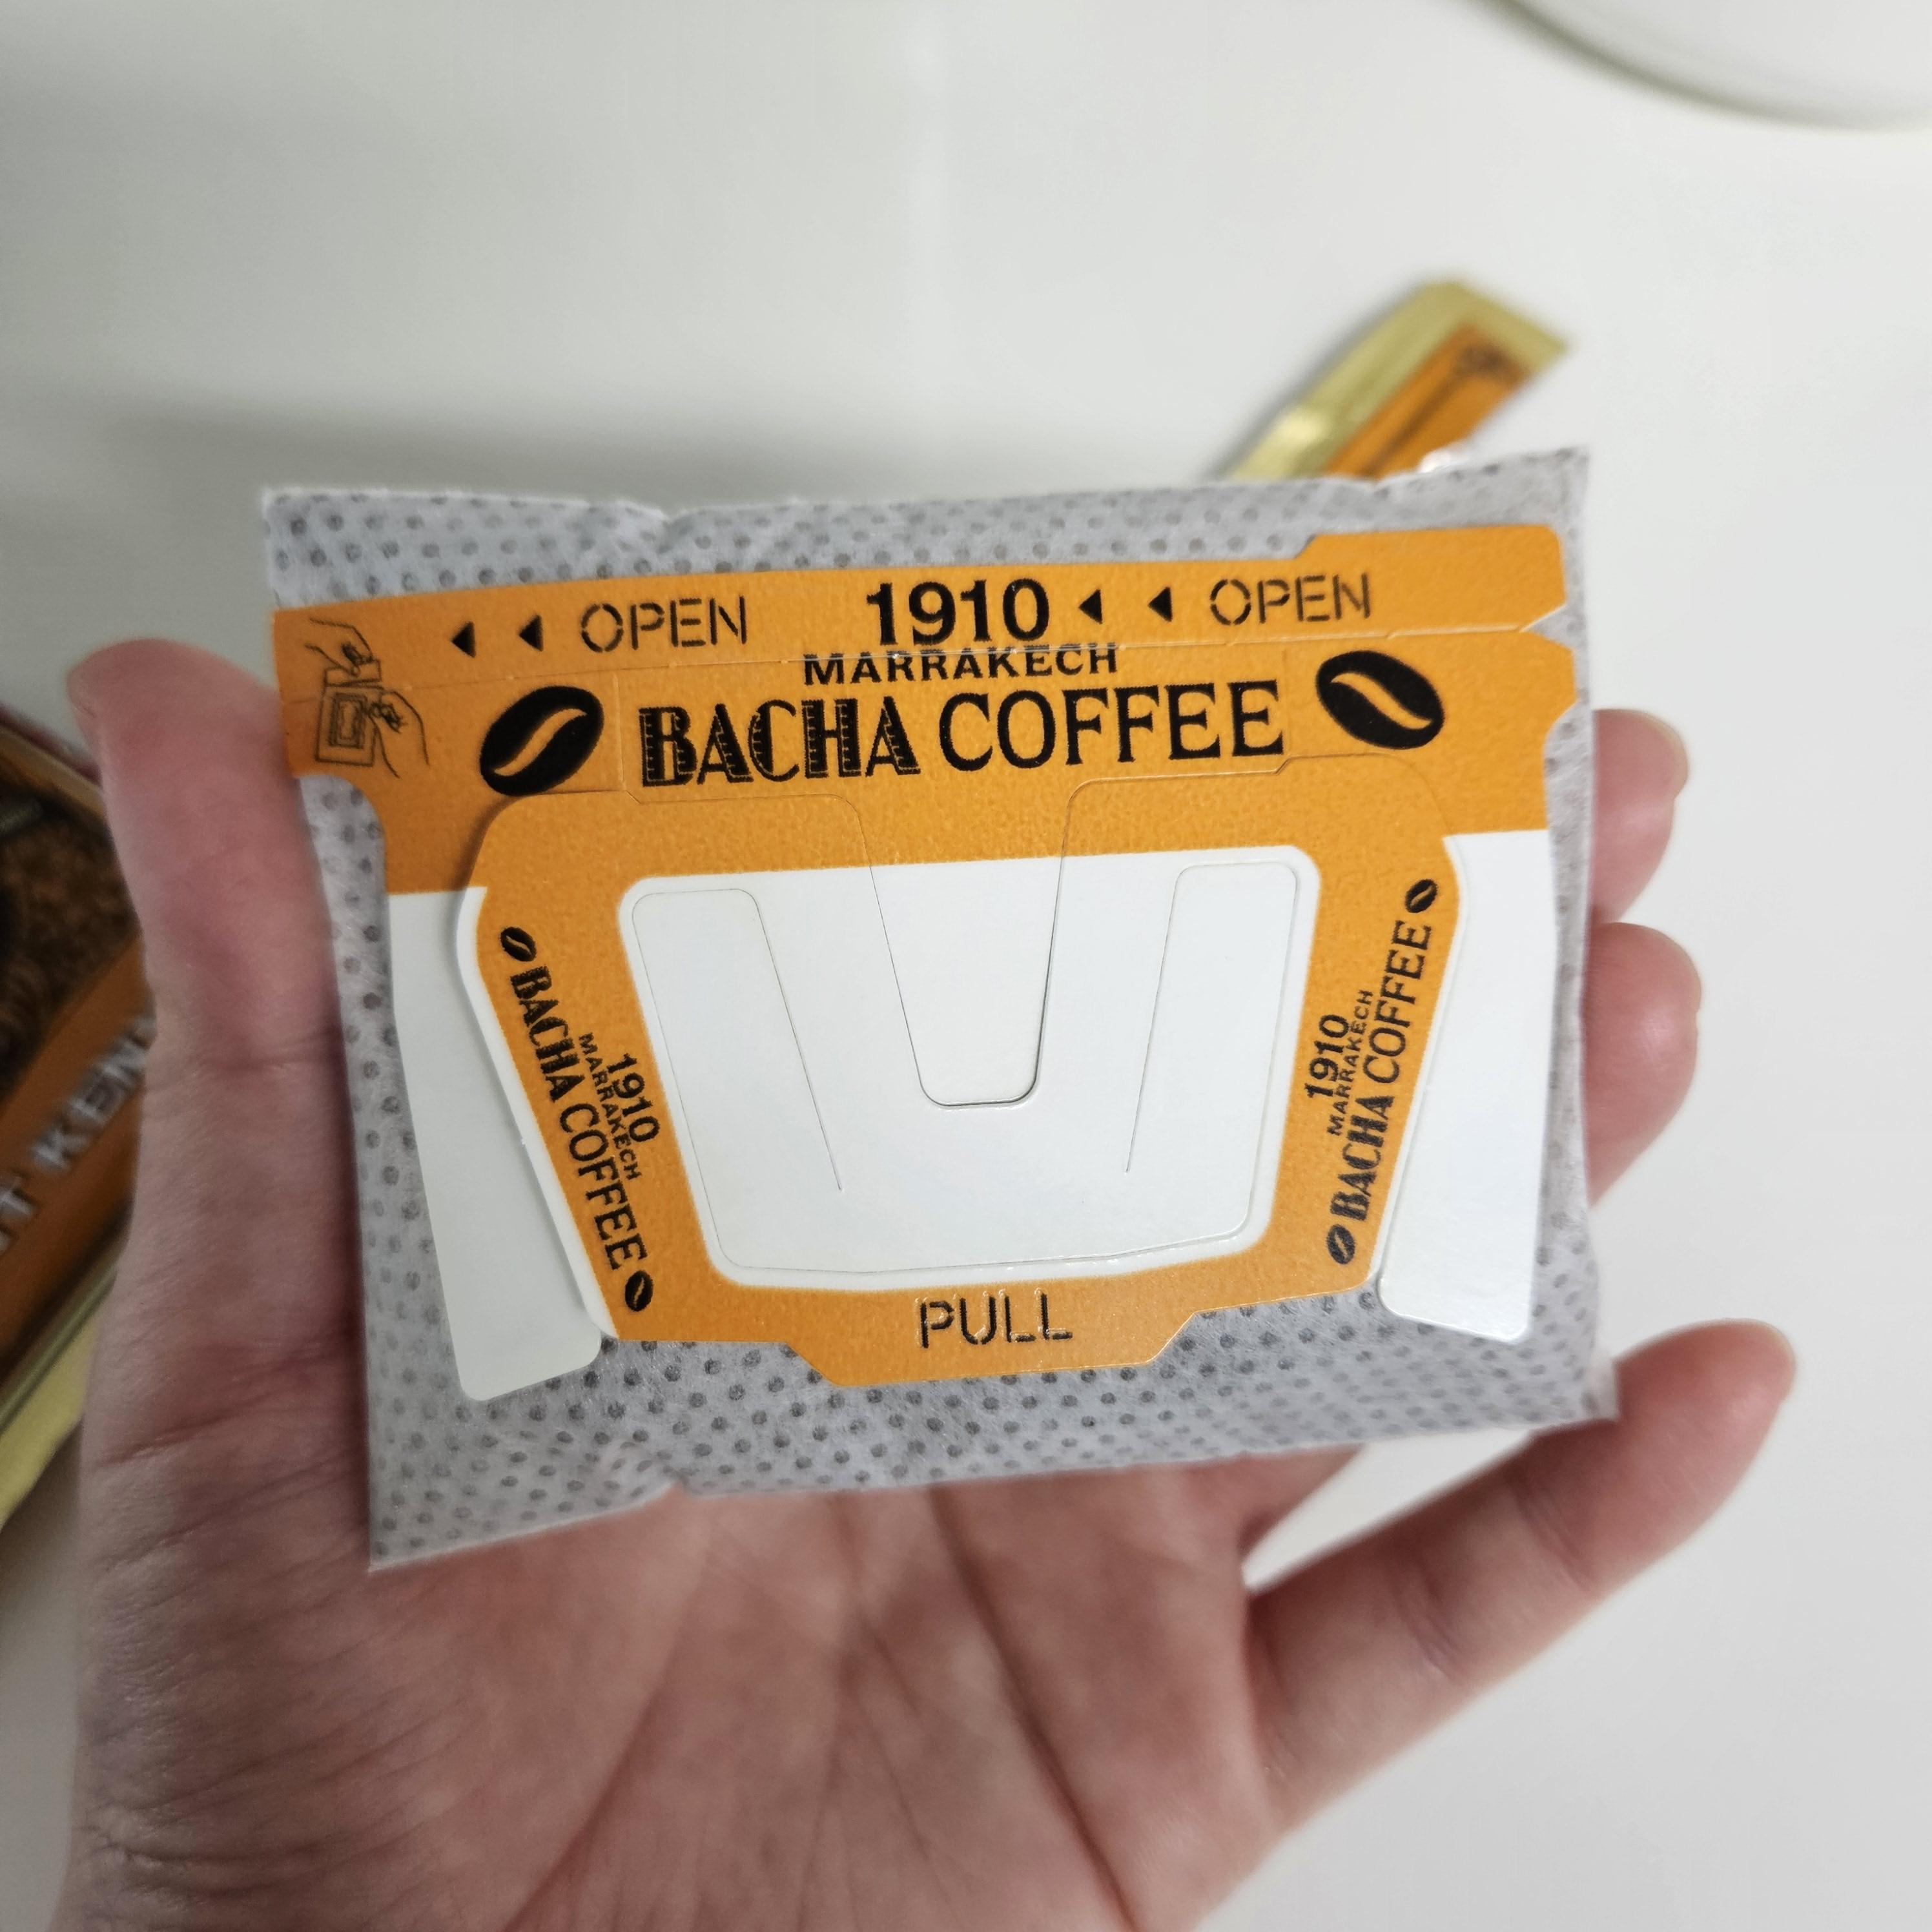 ◀ ◀ OPEN 1910 ◀ ◀ OPEN
MARRAKECH
BACHA COFFEE
1910
MARRAKECH
BACHA COFFEE
1910
MARRAKECH
BACHA COFFEE
PULL